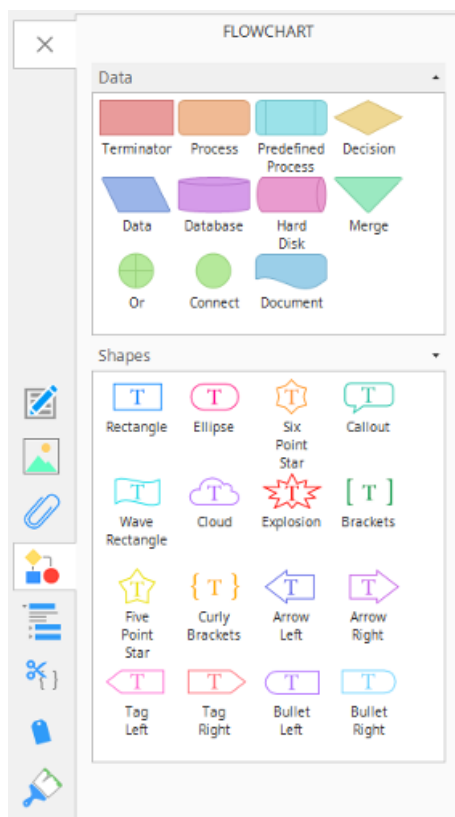 FLOWCHART
Data
Terminator Process Predefined Process Decision
Data Database Hard Disk Merge
Or Connect Document
Shapes
T T T T
Rectangle Ellipse Six Point Star Callout
T T T [ T ]
Wave Rectangle Cloud Explosion Brackets
T { T } T T
Five Point Star Curly Brackets Arrow Left Arrow Right
T T T T
Tag Left Tag Right Bullet Left Bullet Right